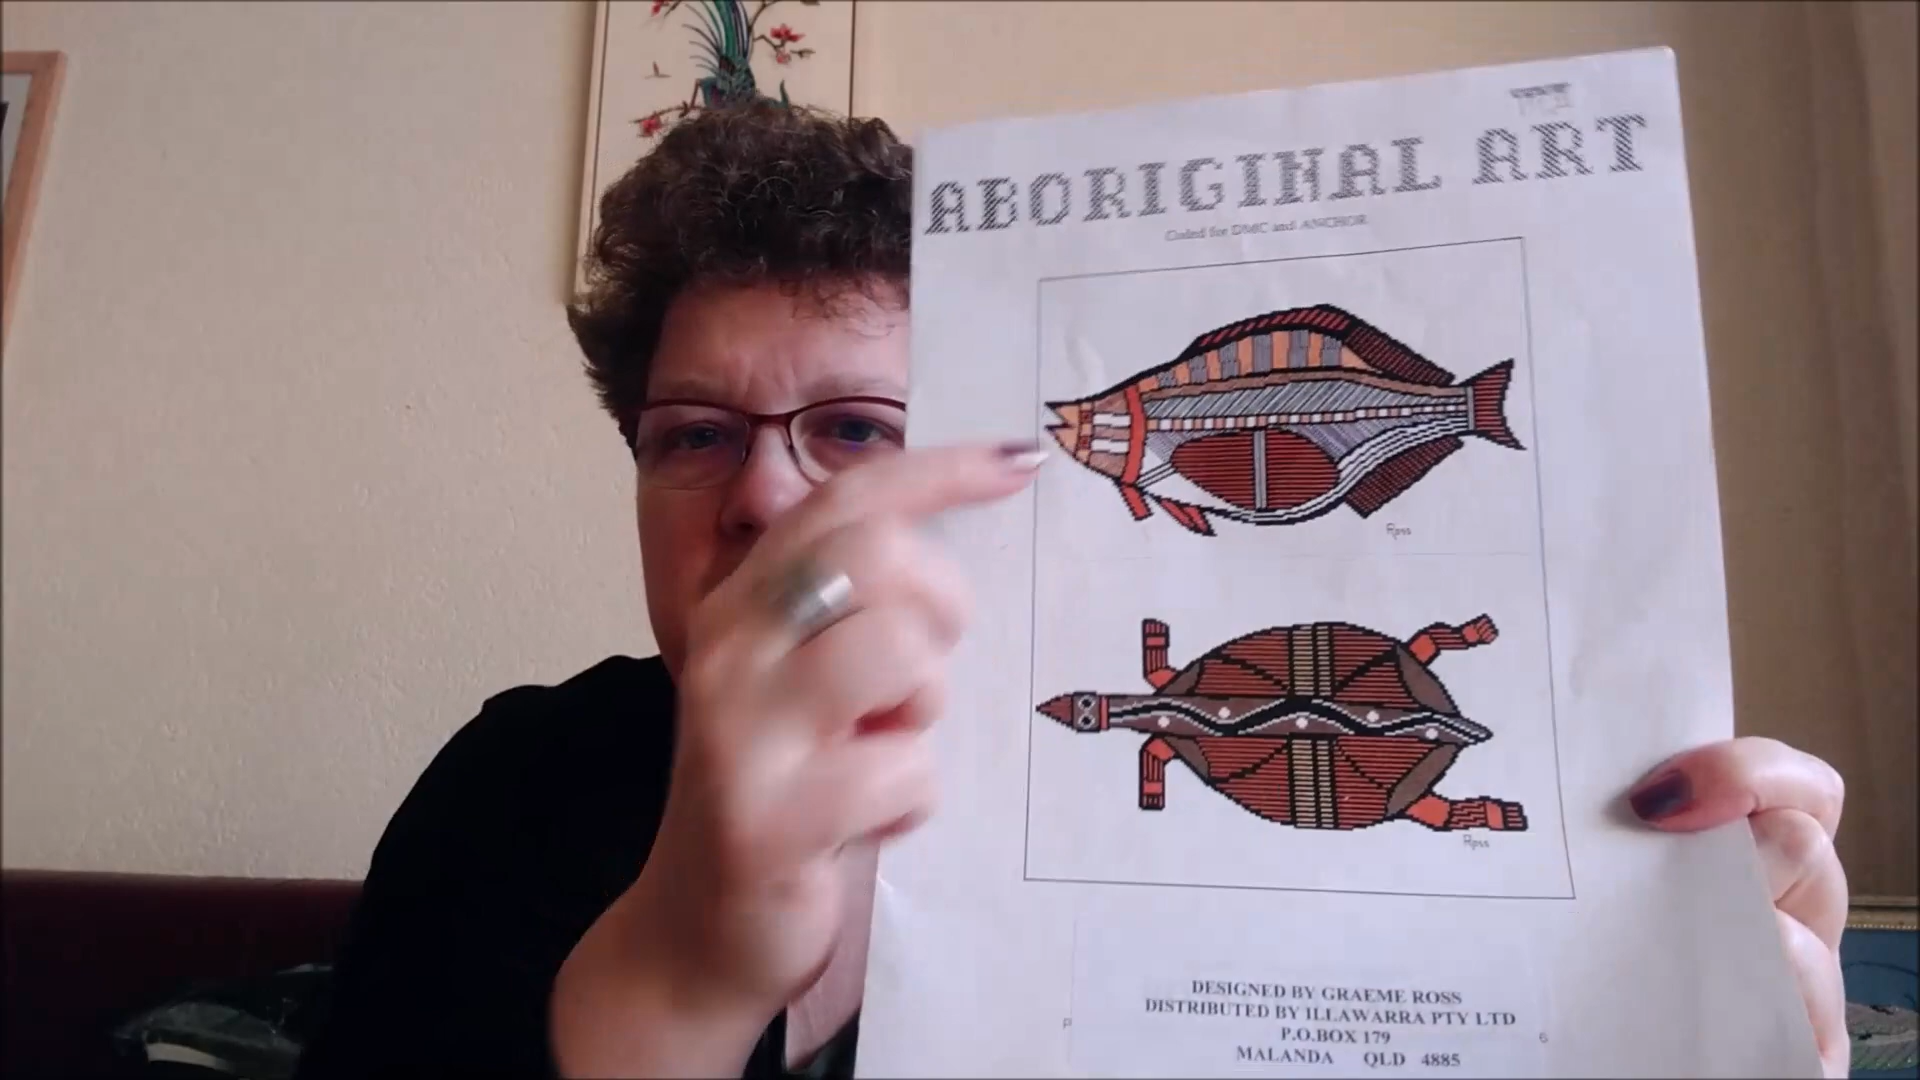 ABORIGINAL ART
Coded for DMC and ANCHOR
Ross
Ross
DESIGNED BY GRAEME ROSS
DISTRIBUTED BY ILLAWARRA PTY LTD
P.O.BOX 179
MALANDA QLD 4885